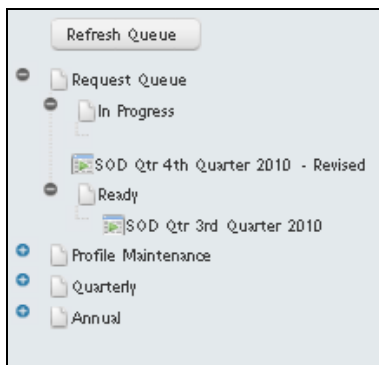 Refresh Queue
Request Queue
In Progress
SOD Qtr 4th Quarter 2010 - Revised
Ready
SOD Qtr 3rd Quarter 2010
Profile Maintenance
Quarterly
Annual